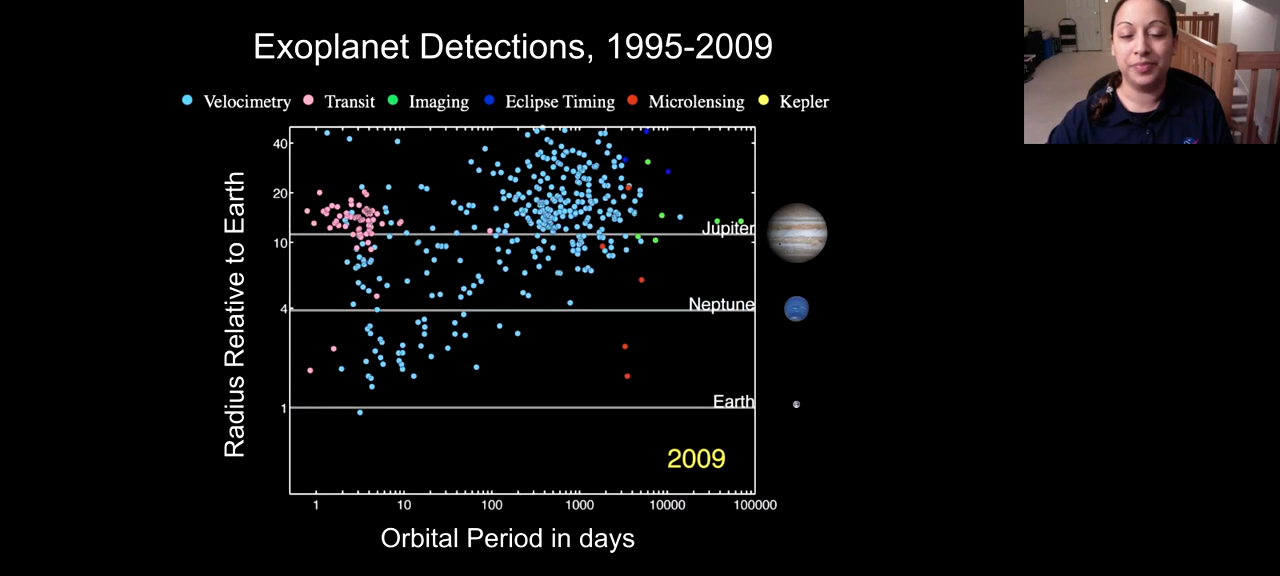 Exoplanet Detections, 1995-2009
Velocimetry Transit Imaging Eclipse Timing Microlensing Kepler
Radius Relative to Earth
40
20
10
4
1
Jupiter
Neptune
Earth
2009
1 10 100 1000 10000 100000
Orbital Period in days